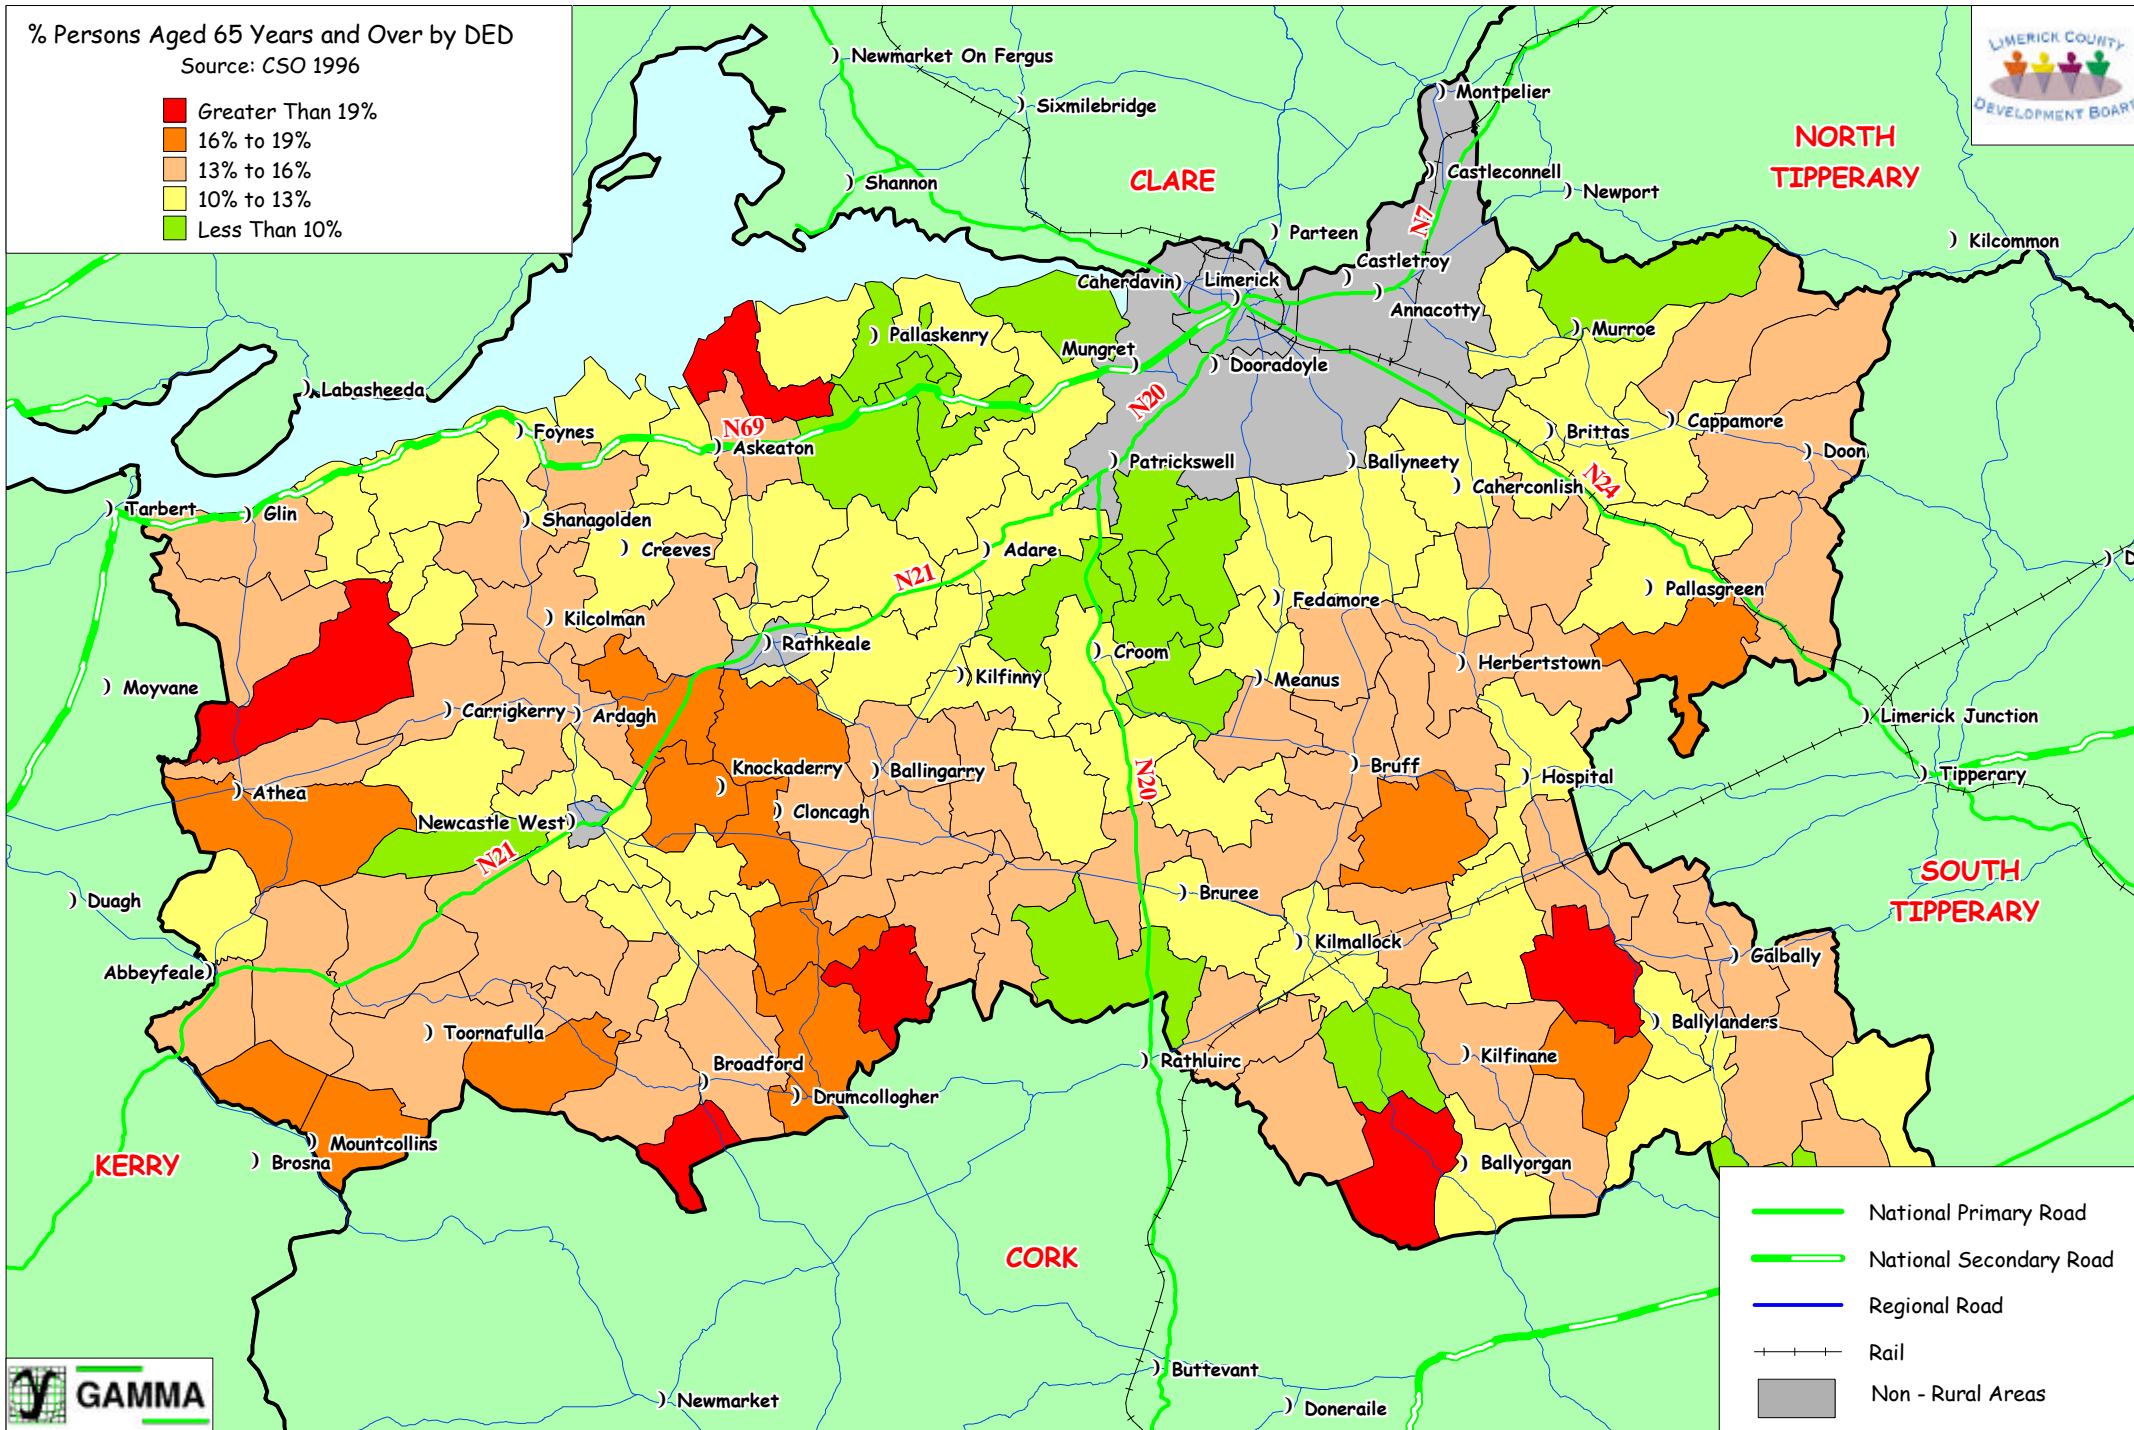 % Persons Aged 65 Years and Over by DED
Source: CSO 1996
Greater Than 19%
16% to 19%
13% to 16%
10% to 13%
Less Than 10%
LIMERICK COUNTY
DEVELOPMENT BOARD
Newmarket On Fergus
Sixmilebridge
Montpelier
NORTH
TIPPERARY
CLARE
Shannon
Castleconnell
Newport
N7
Parteen
Kilcommon
Castletroy
Caherdavin
Limerick
Annacotty
Murroe
Pallaskenry
Mungret
Dooradoyle
Labasheeda
N20
N69
Foynes
Askeaton
Brittas
Cappamore
Doon
Patrickswell
Ballyneety
Caherconlish
N24
Tarbert
Glin
Shanagolden
Creeves
Adare
D
N21
Pallasgreen
Kilcolman
Fedamore
Rathkeale
Croom
Herbertstown
Moyvane
Kilfinny
Meanus
Carrigkerry
Ardagh
Limerick Junction
Knockaderry
Ballingarry
N20
Bruff
Hospital
Tipperary
Athea
Cloncagh
Newcastle West
N21
SOUTH
TIPPERARY
Duagh
Bruree
Kilmallock
Galbally
Abbeyfeale
Toornafulla
Ballylanders
Broadford
Rathluirc
Kilfinane
Drumcollogher
Mountcollins
Brosna
KERRY
Ballyorgan
CORK
National Primary Road
National Secondary Road
Regional Road
Rail
Non - Rural Areas
Buttevant
Newmarket
Doneraile
y GAMMA